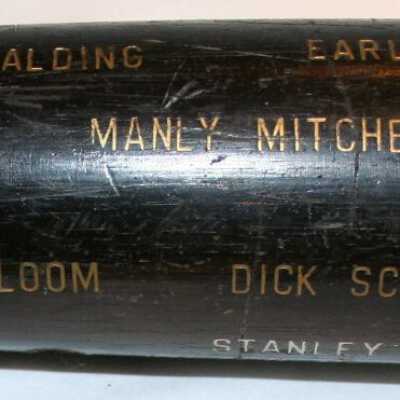 ALDING EARL
MANLY MITCHE
LOOM DICK SC
STANLEY